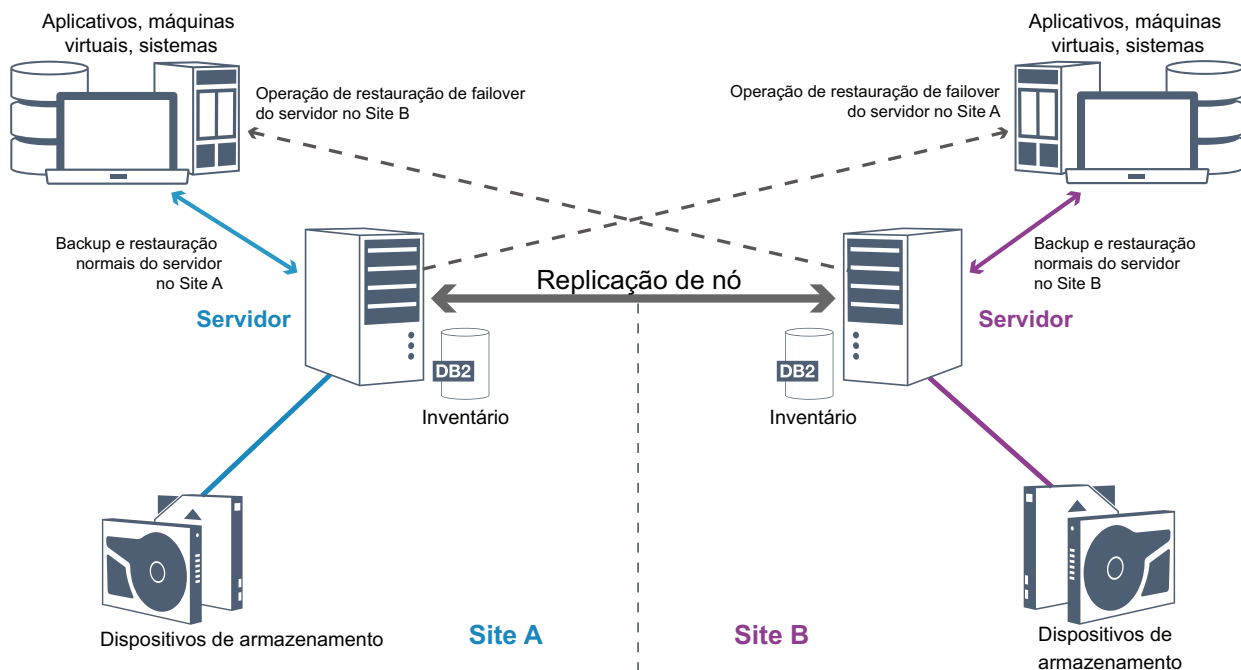 Aplicativos, máquinas
virtuais, sistemas
Aplicativos, máquinas
virtuais, sistemas
Operação de restauração de failover
do servidor no Site B
Operação de restauração de failover
do servidor no Site A
Backup e restauração
normais do servidor
no Site A
Backup e restauração
normais do servidor
no Site B
Replicação de nó
Servidor
Servidor
DB2
Inventário
DB2
Inventário
Dispositivos de armazenamento
Site A
Site B
Dispositivos de
armazenamento